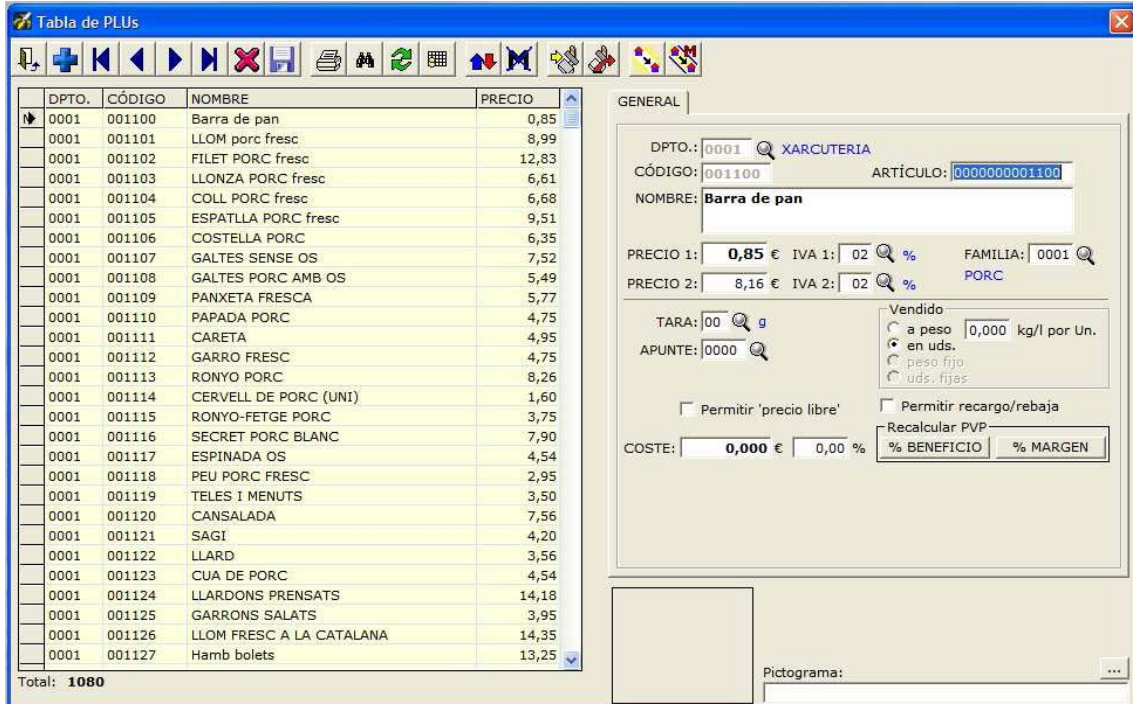 Tabla de PLUs
DPTO. CÓDIGO NOMBRE PRECIO
0001 001100 Barra de pan 0,85
0001 001101 LLOM porc fresc 8,99
0001 001102 FILET PORC fresc 12,83
0001 001103 LLONZA PORC fresc 6,61
0001 001104 COLL PORC fresc 6,68
0001 001105 ESPATLLA PORC fresc 9,51
0001 001106 COSTELLA PORC 6,35
0001 001107 GALTES SENSE OS 7,52
0001 001108 GALTES PORC AMB OS 5,49
0001 001109 PANXETA FRESCA 5,77
0001 001110 PAPADA PORC 4,75
0001 001111 CARETA 4,95
0001 001112 GARRO FRESC 4,75
0001 001113 RONYO PORC 8,26
0001 001114 CERVELL DE PORC (UNI) 1,60
0001 001115 RONYO-FETGE PORC 3,75
0001 001116 SECRET PORC BLANC 7,90
0001 001117 ESPINADA OS 4,54
0001 001118 PEU PORC FRESC 2,95
0001 001119 TELES I MENUTS 3,50
0001 001120 CANSALADA 7,56
0001 001121 SAGI 4,20
0001 001122 LLARD 3,56
0001 001123 CUA DE PORC 4,54
0001 001124 LLARDONS PRENSATS 14,18
0001 001125 GARRONS SALATS 3,95
0001 001126 LLOM FRESC A LA CATALANA 14,35
0001 001127 Hamb bolets 13,25
Total: 1080
GENERAL
DPTO.: 0001 XARCUTERIA
CÓDIGO: 001100 ARTÍCULO: 0000000001100
NOMBRE: Barra de pan
PRECIO 1: 0,85 € IVA 1: 02 % FAMILIA: 0001
PORC
PRECIO 2: 8,16 € IVA 2: 02 %
Vendido
TARA: 00 g
a peso 0,000 kg/l por Un.
en uds.
APUNTE: 0000
peso fijo
uds. fijas
Permitir 'precio libre' Permitir recargo/rebaja
Recalcular PVP
COSTE: 0,000 € 0,00 % % BENEFICIO % MARGEN
Pictograma: ...